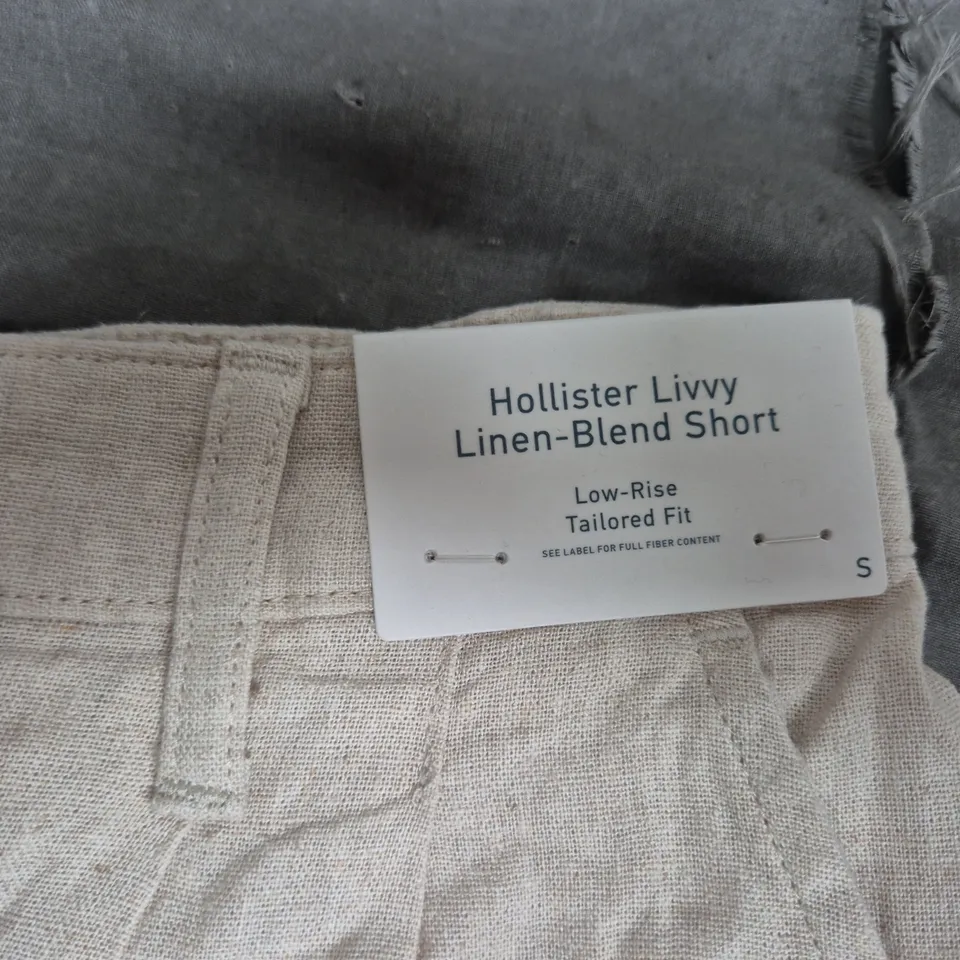 Hollister Livvy
Linen-Blend Short
Low-Rise
Tailored Fit
SEE LABEL FOR FULL FIBER CONTENT
S